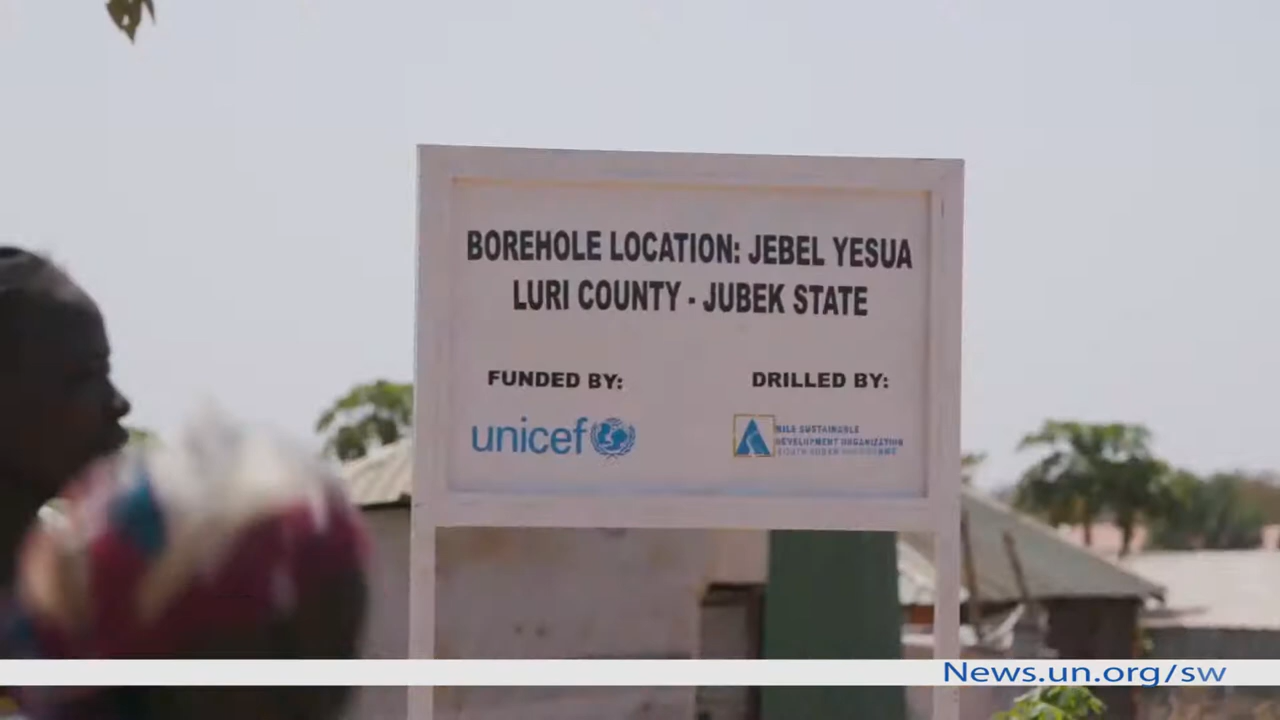 BOREHOLE LOCATION: JEBEL YESUA
LURI COUNTY - JUBEK STATE
FUNDED BY:
DRILLED BY:
unicef
NILE SUSTAINABLE
DEVELOPMENT ORGANIZATION
News.un.org/sw